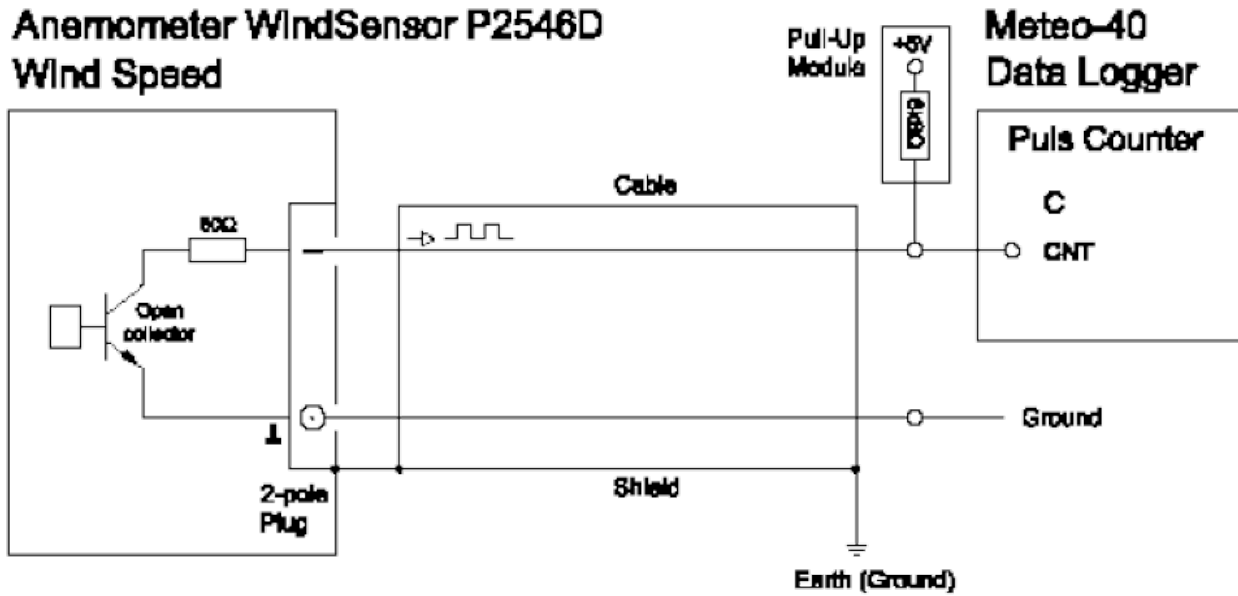 Anemometer WindSensor P2546D
Wind Speed
Pull-Up
Module
+5V
Meteo-40
Data Logger
Puls Counter
C
CNT
Cable
Open
collector
Ground
2-pole
Plug
Shield
Earth (Ground)